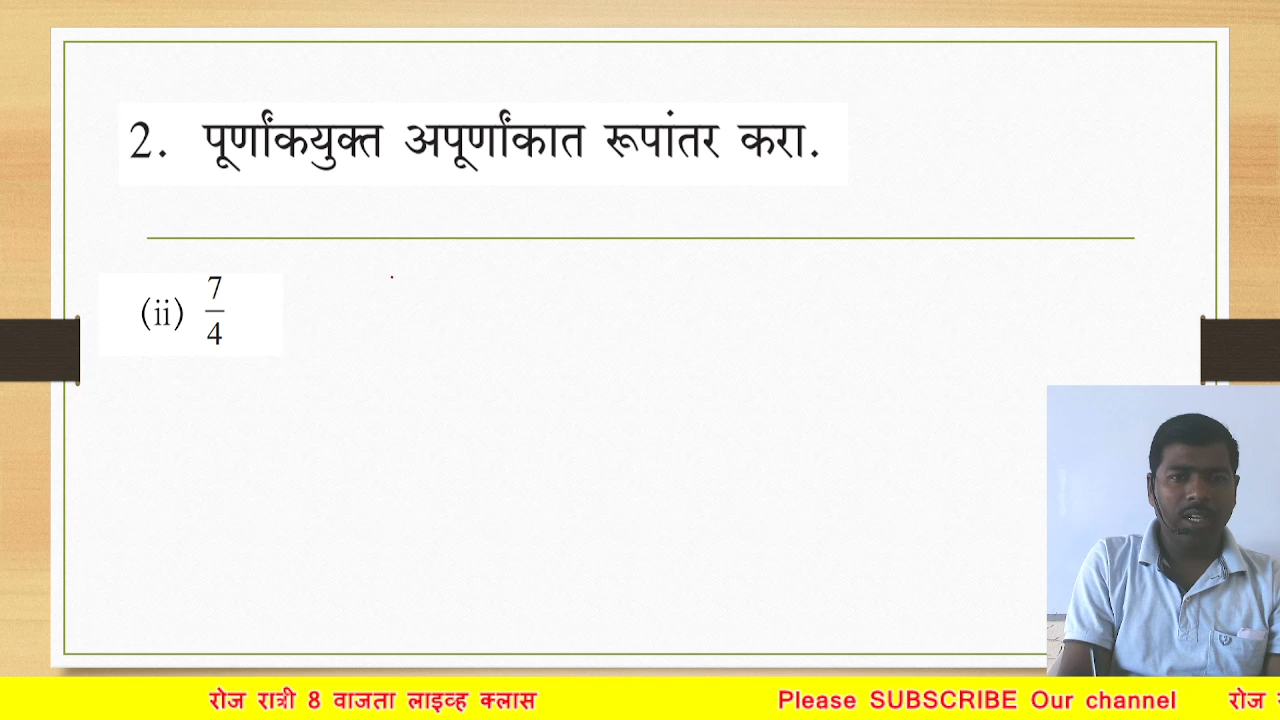 2. पूर्णांकयुक्त अपूर्णांकात रूपांतर करा.
(ii) 7/4
रोज रात्री 8 वाजता लाइव्ह क्लास Please SUBSCRIBE Our channel रोज